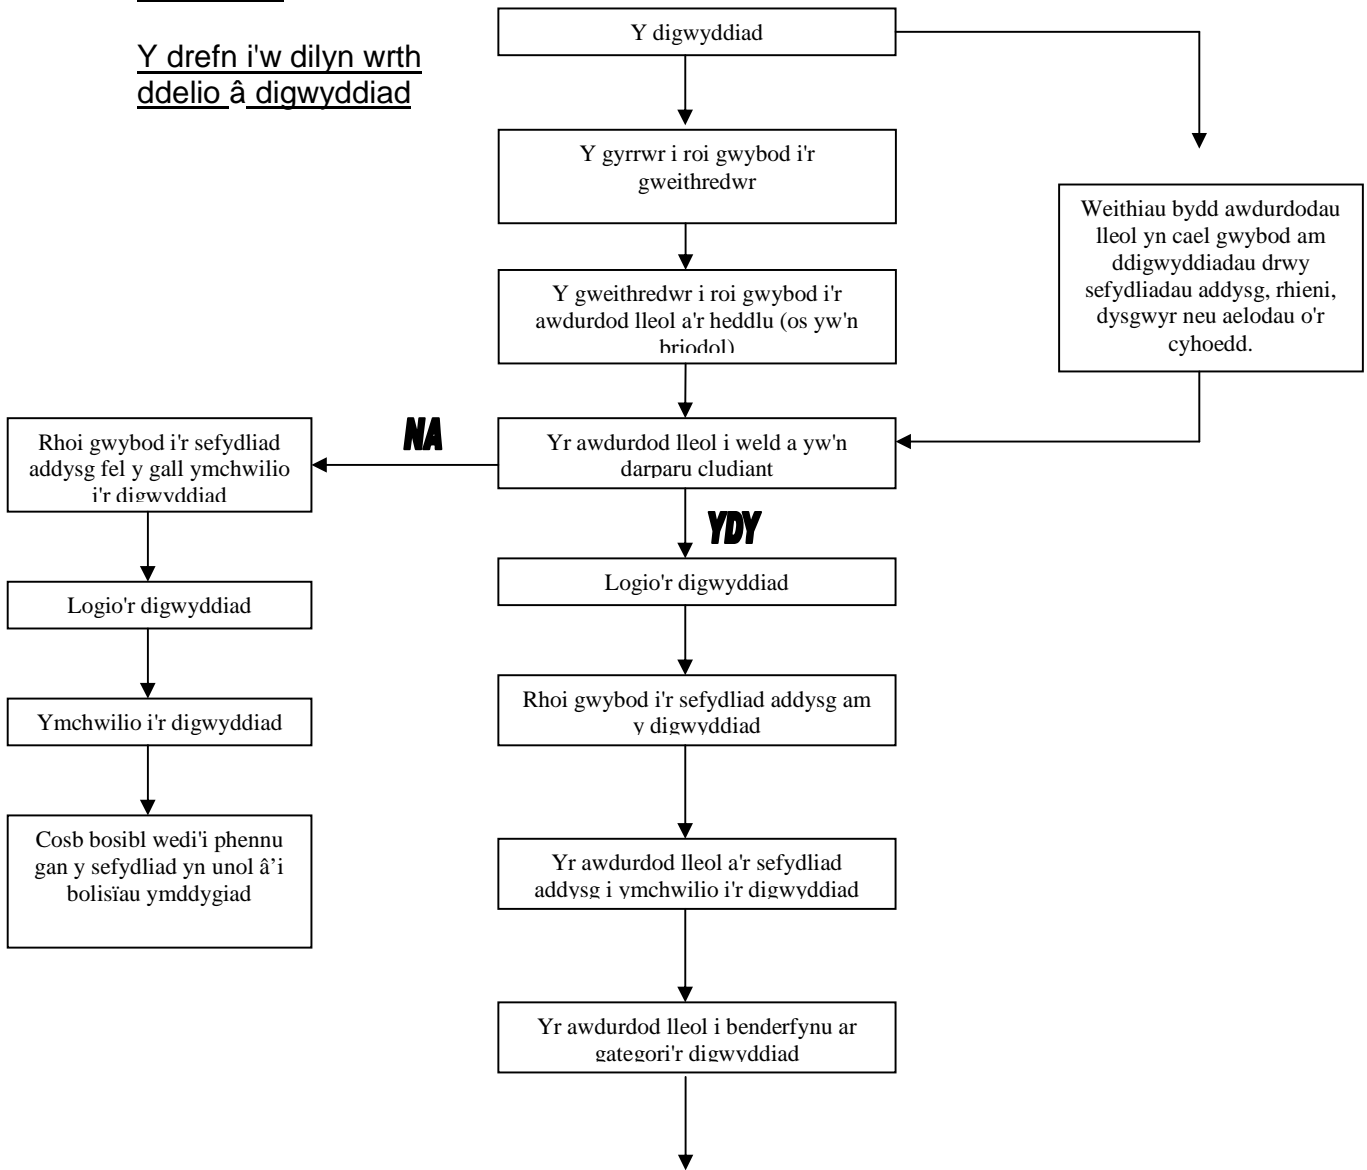 Y drefn i'w dilyn wrth
ddelio â digwyddiad
Y digwyddiad
Y gyrrwr i roi gwybod i'r
gweithredwr
Weithiau bydd awdurdodau
lleol yn cael gwybod am
ddigwyddiadau drwy
sefydliadau addysg, rhieni,
dysgwyr neu aelodau o'r
cyhoedd.
Y gweithredwr i roi gwybod i'r
awdurdod lleol a'r heddlu (os yw'n
briodol)
Yr awdurdod lleol i weld a yw'n
darparu cludiant
NA
Rhoi gwybod i'r sefydliad
addysg fel y gall ymchwilio
i'r digwyddiad
YDY
Logio'r digwyddiad
Logio'r digwyddiad
Rhoi gwybod i'r sefydliad addysg am
y digwyddiad
Ymchwilio i'r digwyddiad
Cosb bosibl wedi'i phennu
gan y sefydliad yn unol â’i
bolisïau ymddygiad
Yr awdurdod lleol a'r sefydliad
addysg i ymchwilio i'r digwyddiad
Yr awdurdod lleol i benderfynu ar
gategori'r digwyddiad